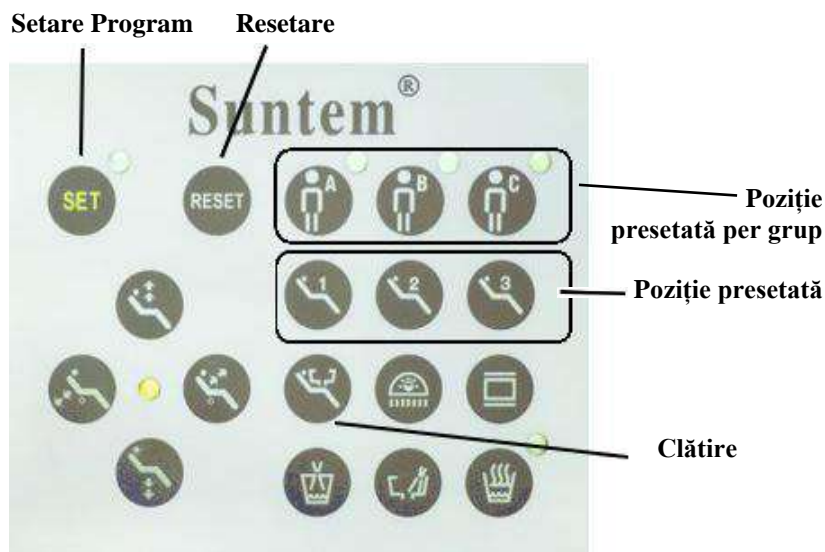 Setare Program Resetare
Suntem®
SET RESET A B C
Poziție
presetată per grup
1 2 3
Poziție presetată
Clătire